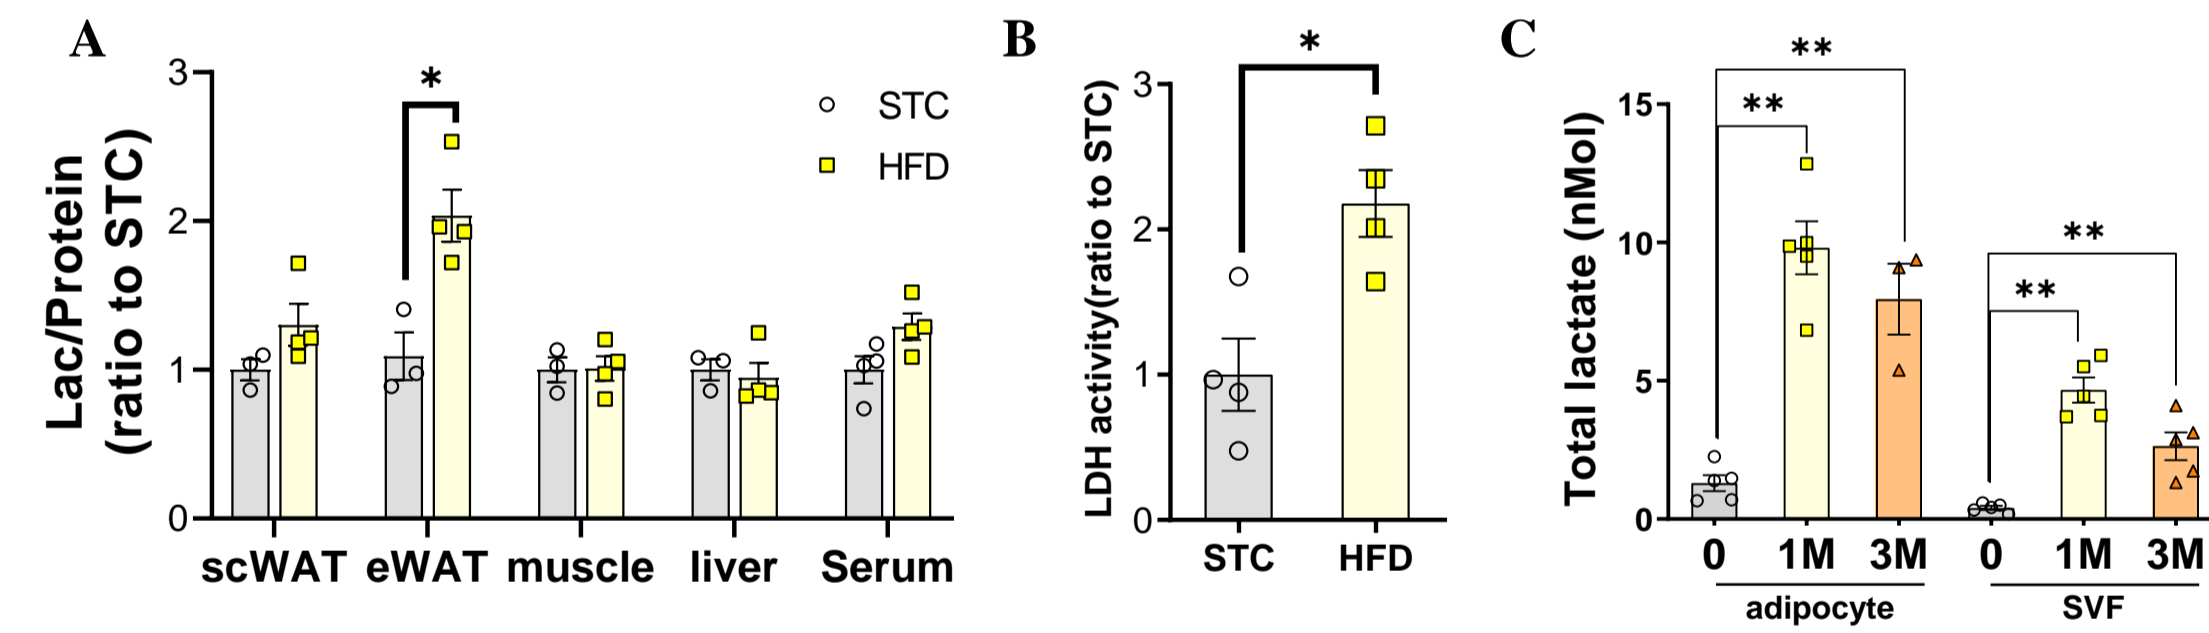 A
Lac/Protein
(ratio to STC)
3
2
1
0
*
STC
HFD
scWAT eWAT muscle liver Serum
B
LDH activity(ratio to STC)
3
2
1
0
*
STC HFD
C
Total lactate (nMol)
15
10
5
0
**
**
**
**
0 1M 3M 0 1M 3M
adipocyte SVF